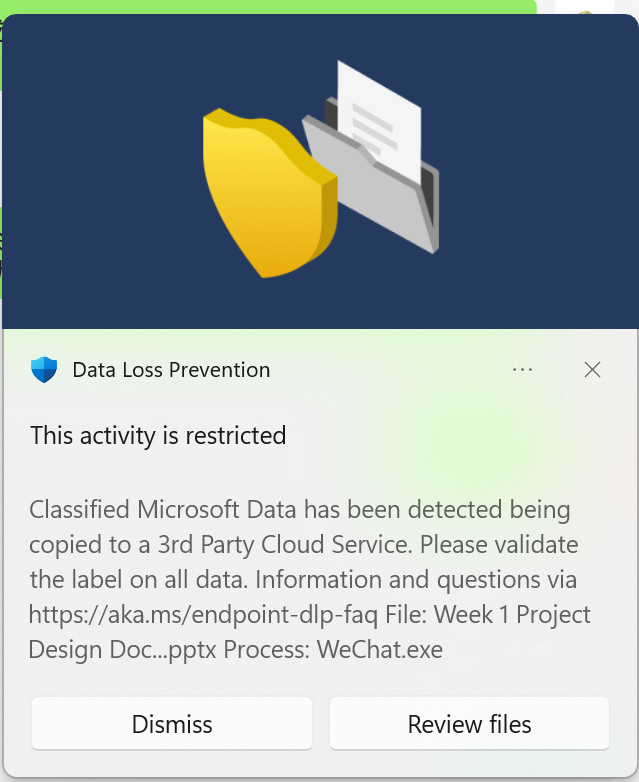 Data Loss Prevention
This activity is restricted
Classified Microsoft Data has been detected being
copied to a 3rd Party Cloud Service. Please validate
the label on all data. Information and questions via
https://aka.ms/endpoint-dlp-faq File: Week 1 Project
Design Doc...pptx Process: WeChat.exe
Dismiss
Review files